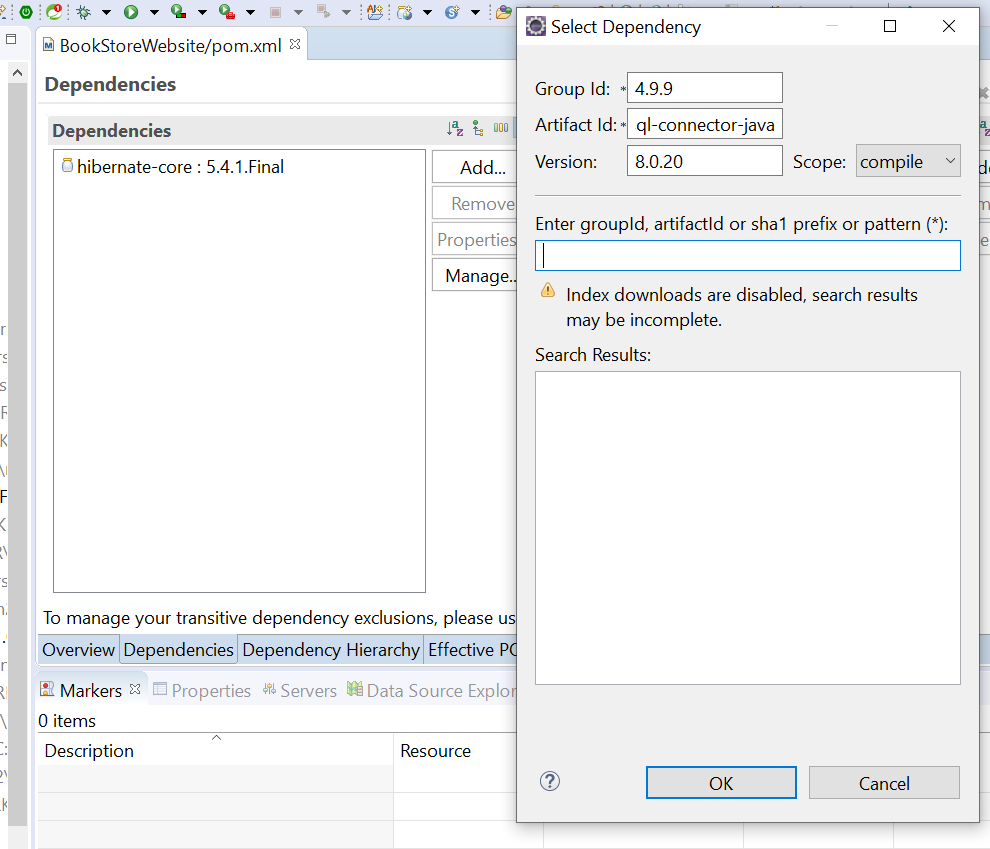 Select Dependency
BookStoreWebsite/pom.xml
Dependencies
Dependencies
hibernate-core : 5.4.1.Final
Add...
Remove
Properties
Manage..
To manage your transitive dependency exclusions, please us
Overview Dependencies Dependency Hierarchy Effective PO
Markers Properties Servers Data Source Explor
0 items
Description Resource
Group Id: * 4.9.9
Artifact Id: * ql-connector-java
Version: 8.0.20 Scope: compile
Enter groupId, artifactId or sha1 prefix or pattern (*):
Index downloads are disabled, search results
may be incomplete.
Search Results:
OK Cancel